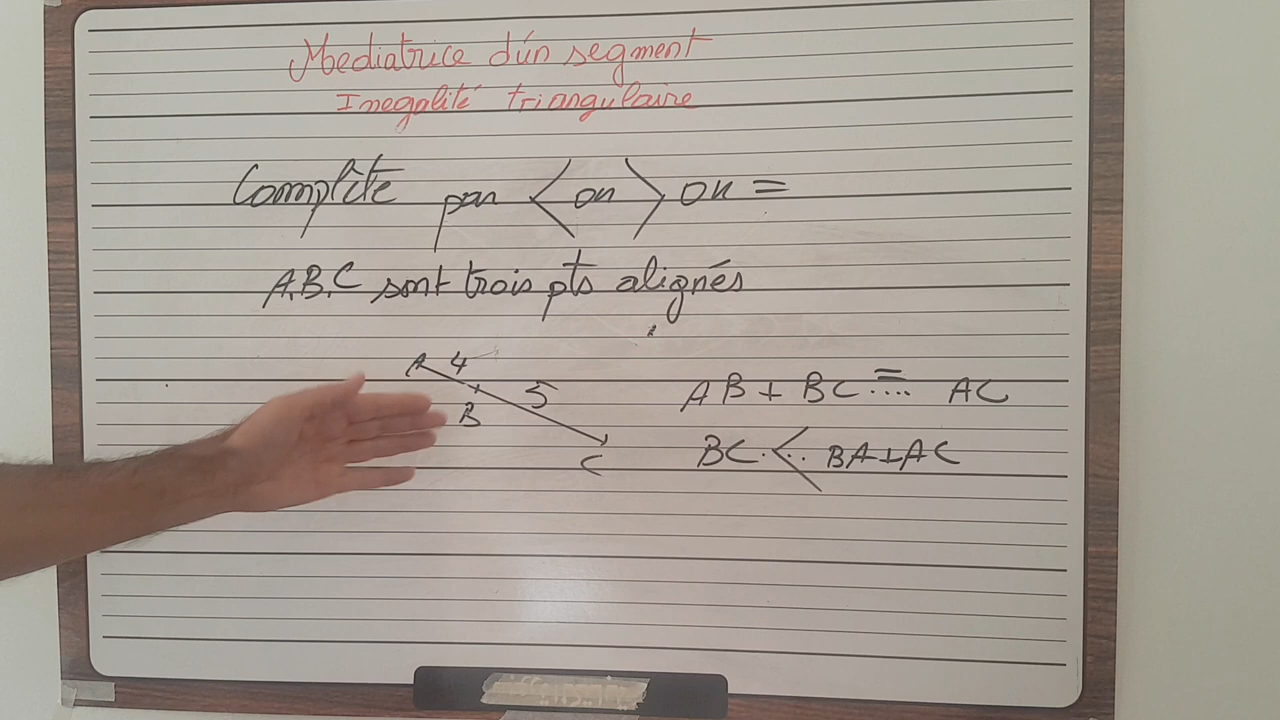 Mediatrice d'un segment
Inegalité triangulaire
Complète par < ou > ou =
A.B.C sont trois pts alignés
A 4
B 5
C
AB + BC .=... AC
BC .<.. BA+AC